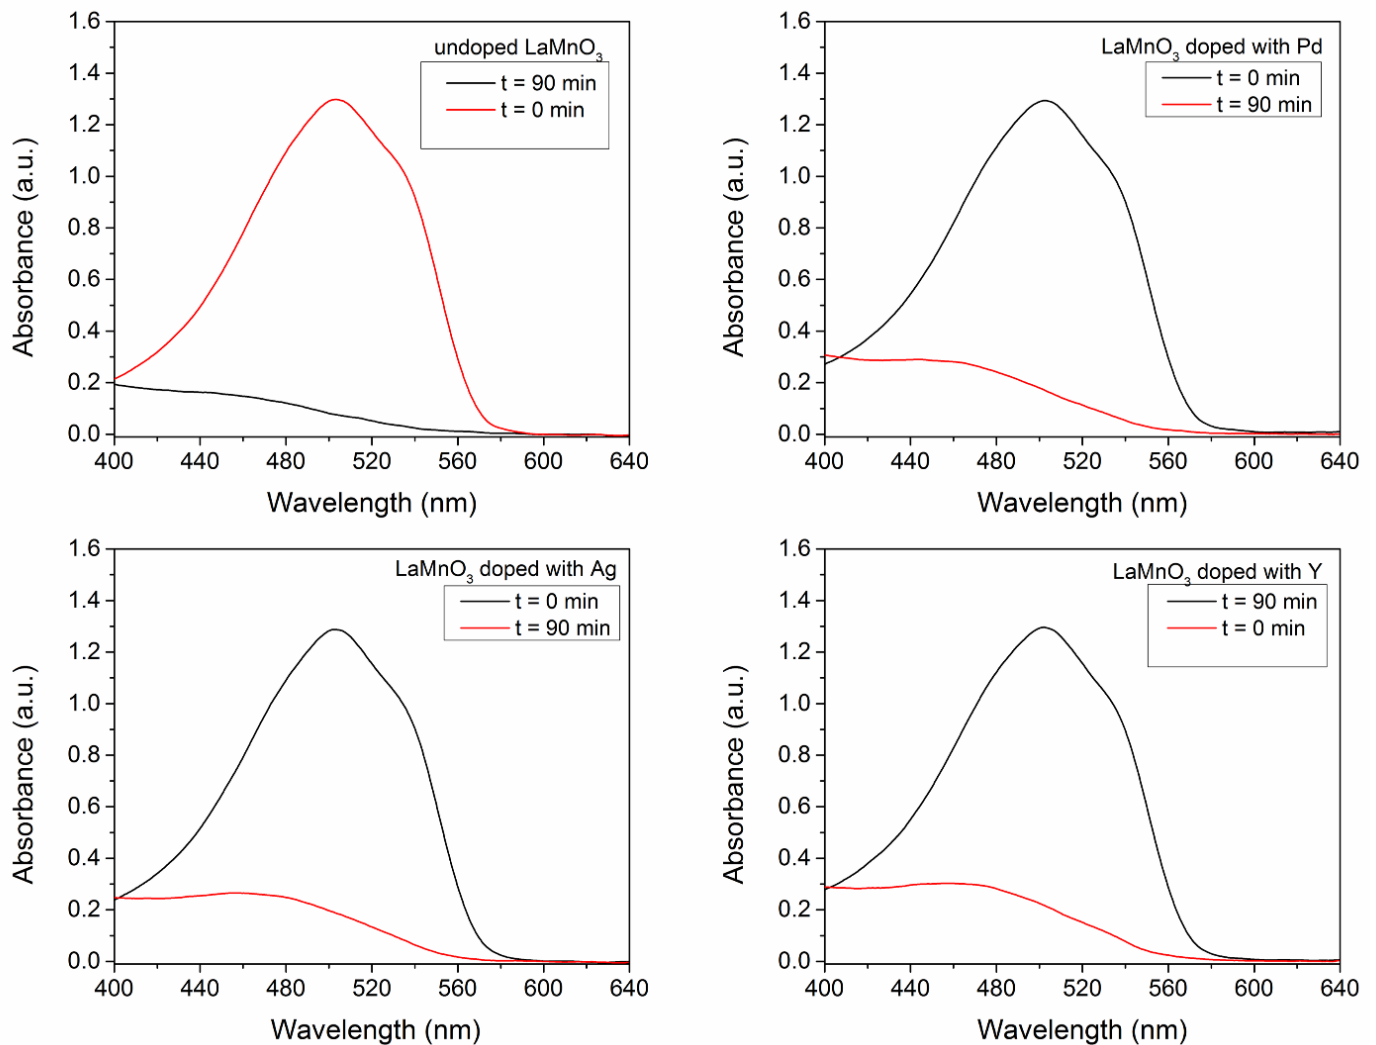 undoped LaMnO3
t = 90 min
t = 0 min
Absorbance (a.u.)
1.6
1.4
1.2
1.0
0.8
0.6
0.4
0.2
0.0
400 440 480 520 560 600 640
Wavelength (nm)
LaMnO3 doped with Pd
t = 0 min
t = 90 min
Absorbance (a.u.)
1.6
1.4
1.2
1.0
0.8
0.6
0.4
0.2
0.0
400 440 480 520 560 600 640
Wavelength (nm)
LaMnO3 doped with Ag
t = 0 min
t = 90 min
Absorbance (a.u.)
1.6
1.4
1.2
1.0
0.8
0.6
0.4
0.2
0.0
400 440 480 520 560 600 640
Wavelength (nm)
LaMnO3 doped with Y
t = 90 min
t = 0 min
Absorbance (a.u.)
1.6
1.4
1.2
1.0
0.8
0.6
0.4
0.2
0.0
400 440 480 520 560 600 640
Wavelength (nm)